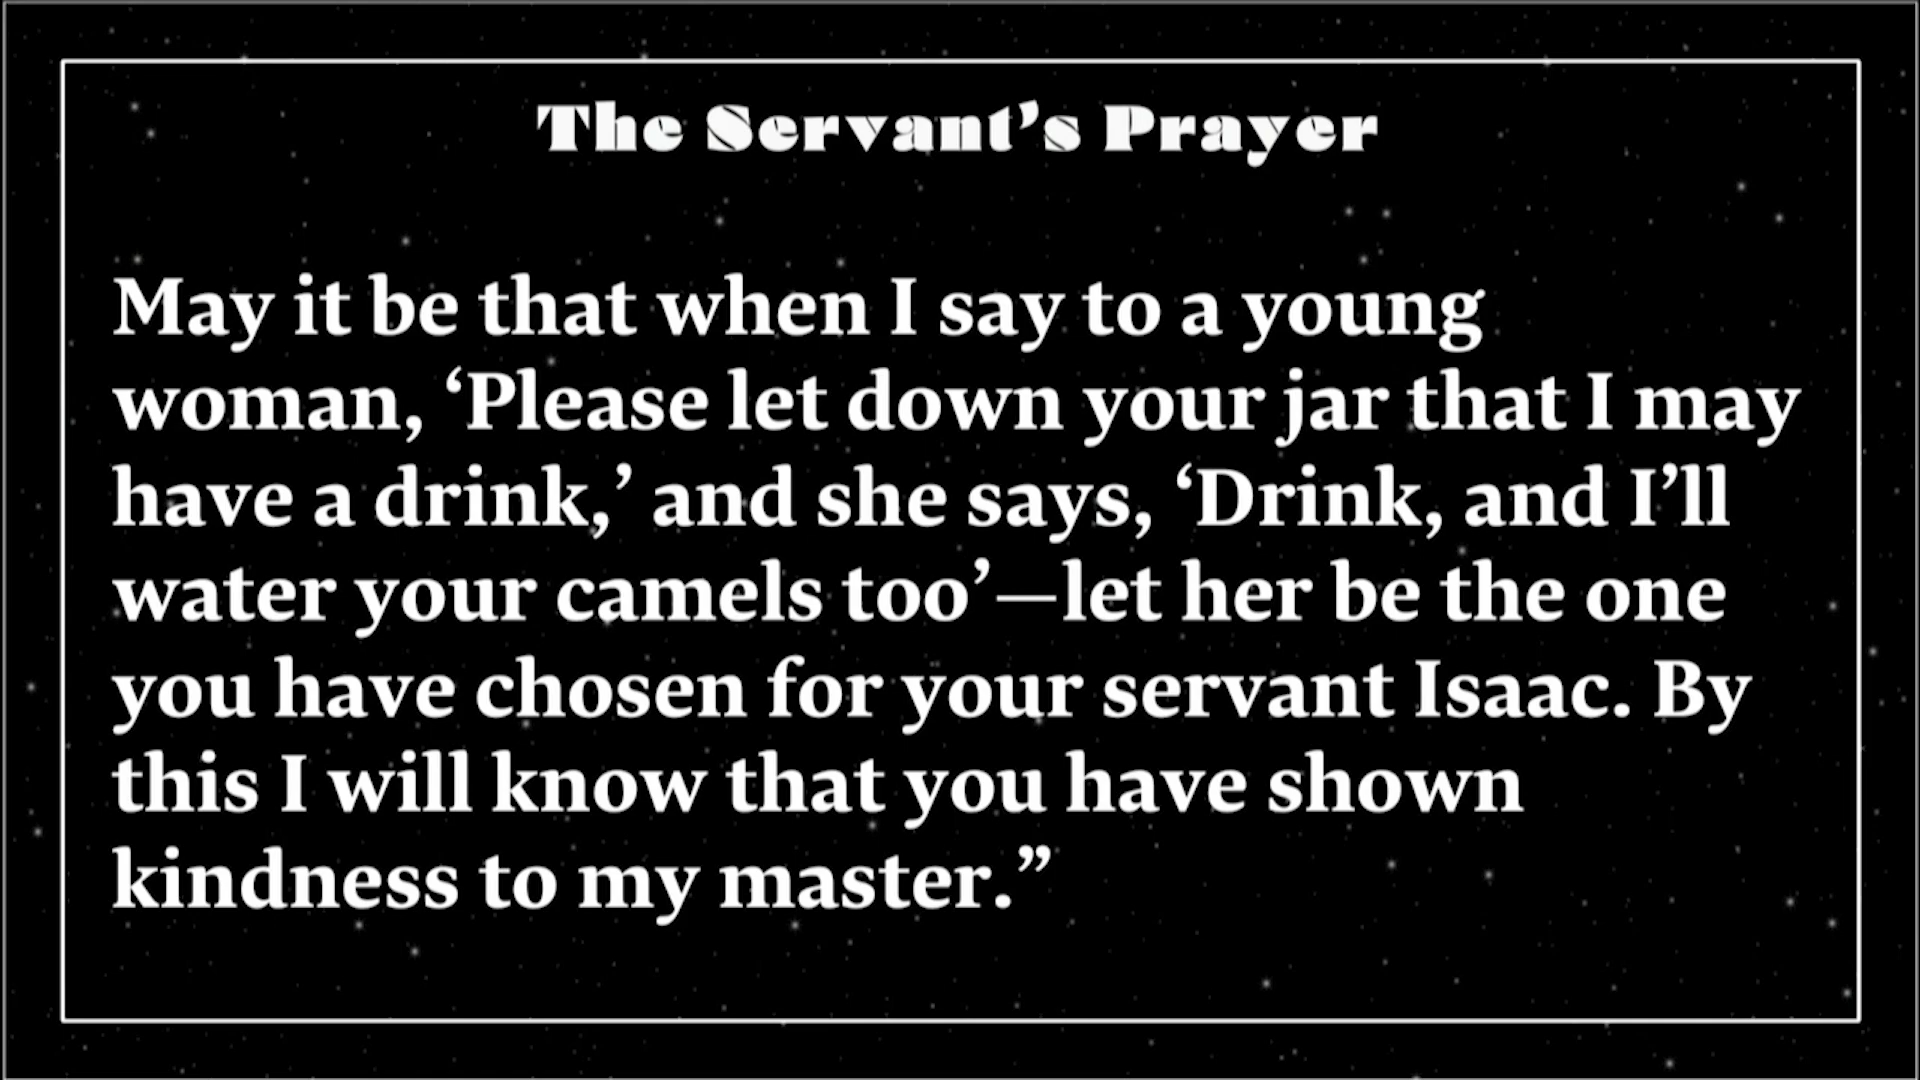 The Servant’s Prayer
May it be that when I say to a young
woman, ‘Please let down your jar that I may
have a drink,’ and she says, ‘Drink, and I’ll
water your camels too’—let her be the one
you have chosen for your servant Isaac. By
this I will know that you have shown
kindness to my master.”